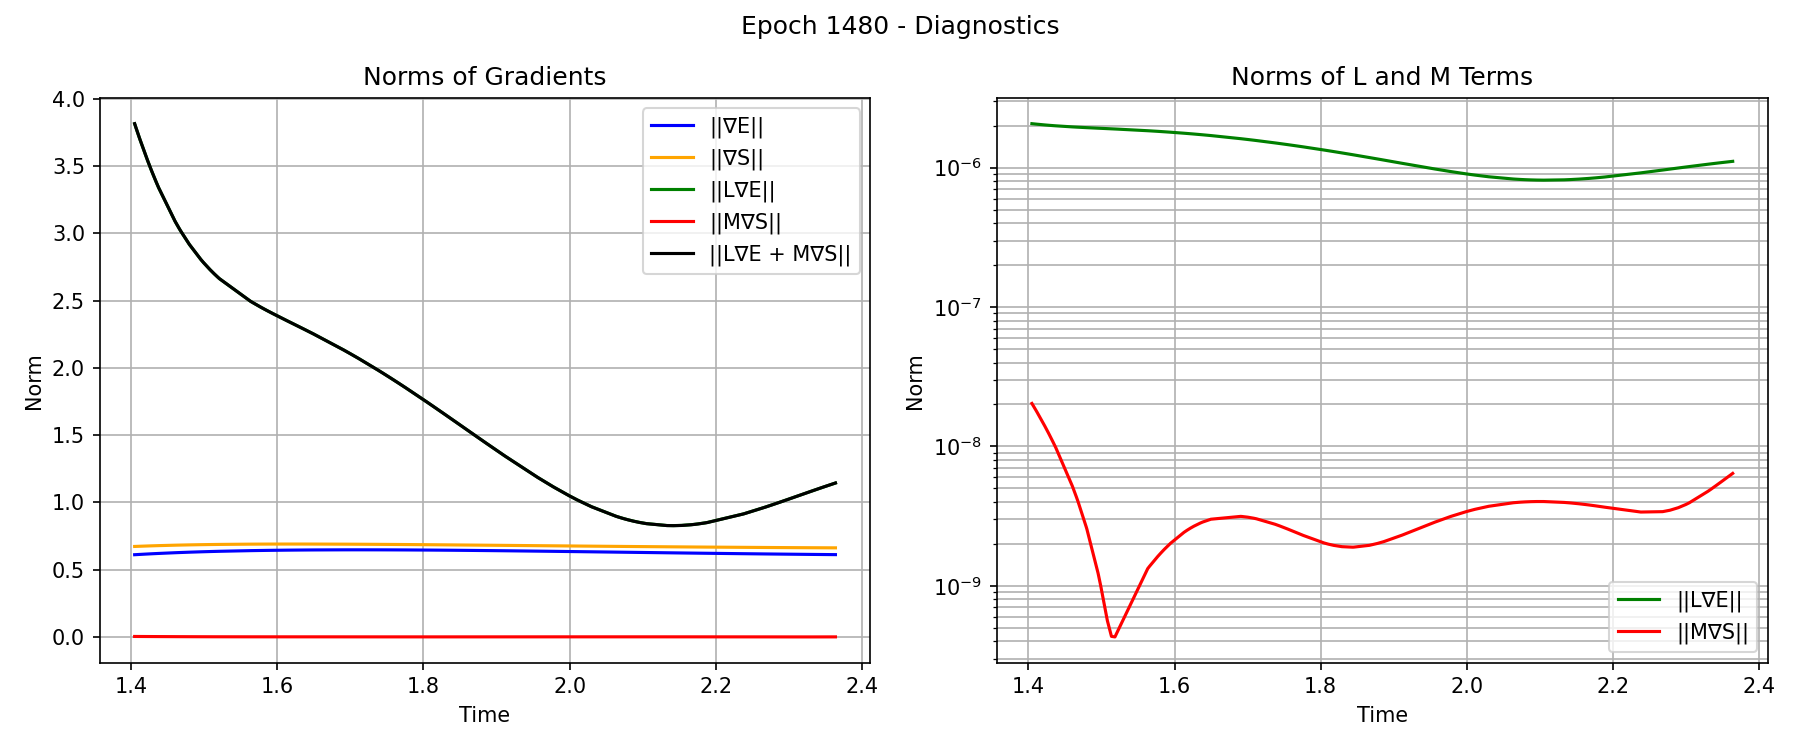 Epoch 1480 - Diagnostics
Norms of Gradients
Norm
4.0
3.5
3.0
2.5
2.0
1.5
1.0
0.5
0.0
||∇E||
||∇S||
||L∇E||
||M∇S||
||L∇E + M∇S||
1.4 1.6 1.8 2.0 2.2 2.4
Time
Norms of L and M Terms
Norm
10⁻⁶
10⁻⁷
10⁻⁸
10⁻⁹
||L∇E||
||M∇S||
1.4 1.6 1.8 2.0 2.2 2.4
Time